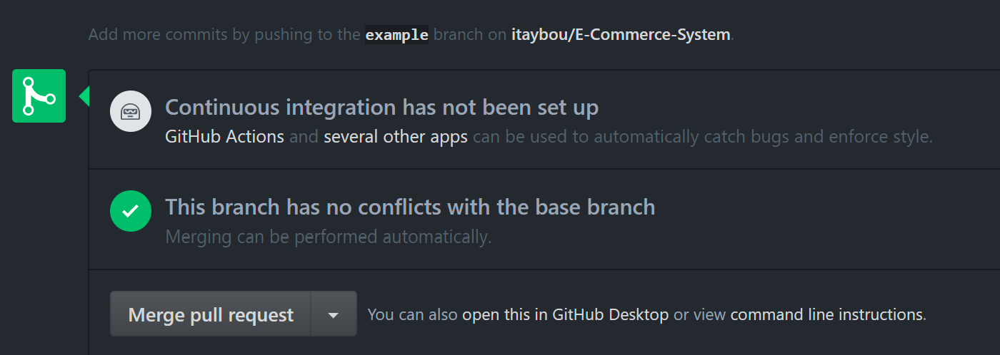 Add more commits by pushing to the example branch on itaybou/E-Commerce-System.
Continuous integration has not been set up
GitHub Actions and several other apps can be used to automatically catch bugs and enforce style.
This branch has no conflicts with the base branch
Merging can be performed automatically.
Merge pull request
You can also open this in GitHub Desktop or view command line instructions.